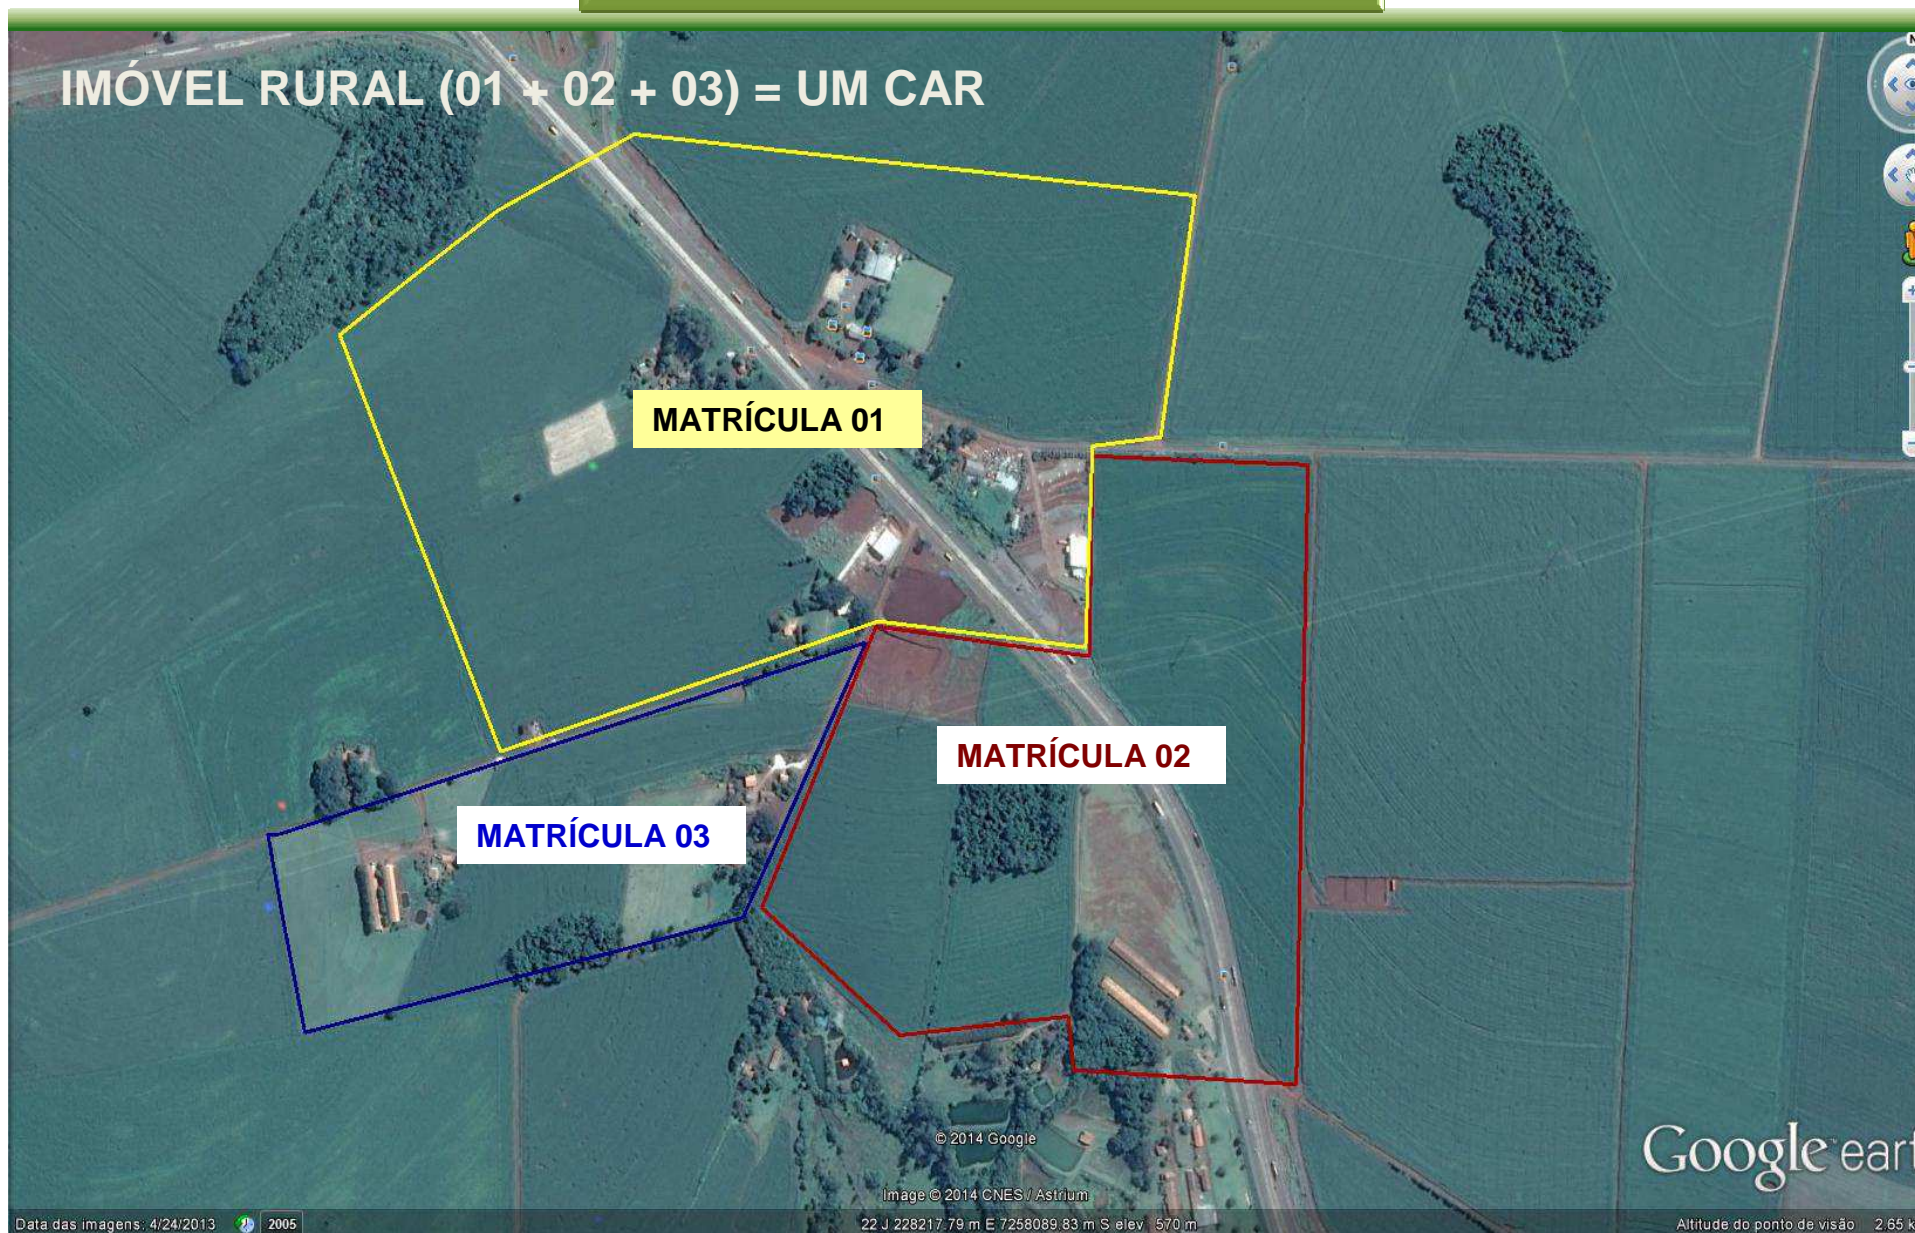 IMÓVEL RURAL (01 + 02 + 03) = UM CAR
N
MATRÍCULA 01
MATRÍCULA 02
MATRÍCULA 03
© 2014 Google
Google eart
Image © 2014 CNES / Astrium
Data das imagens: 4/24/2013 2005 22 J 228217.79 m E 7258089.83 m S elev 570 m Altitude do ponto de visão 2.65 k